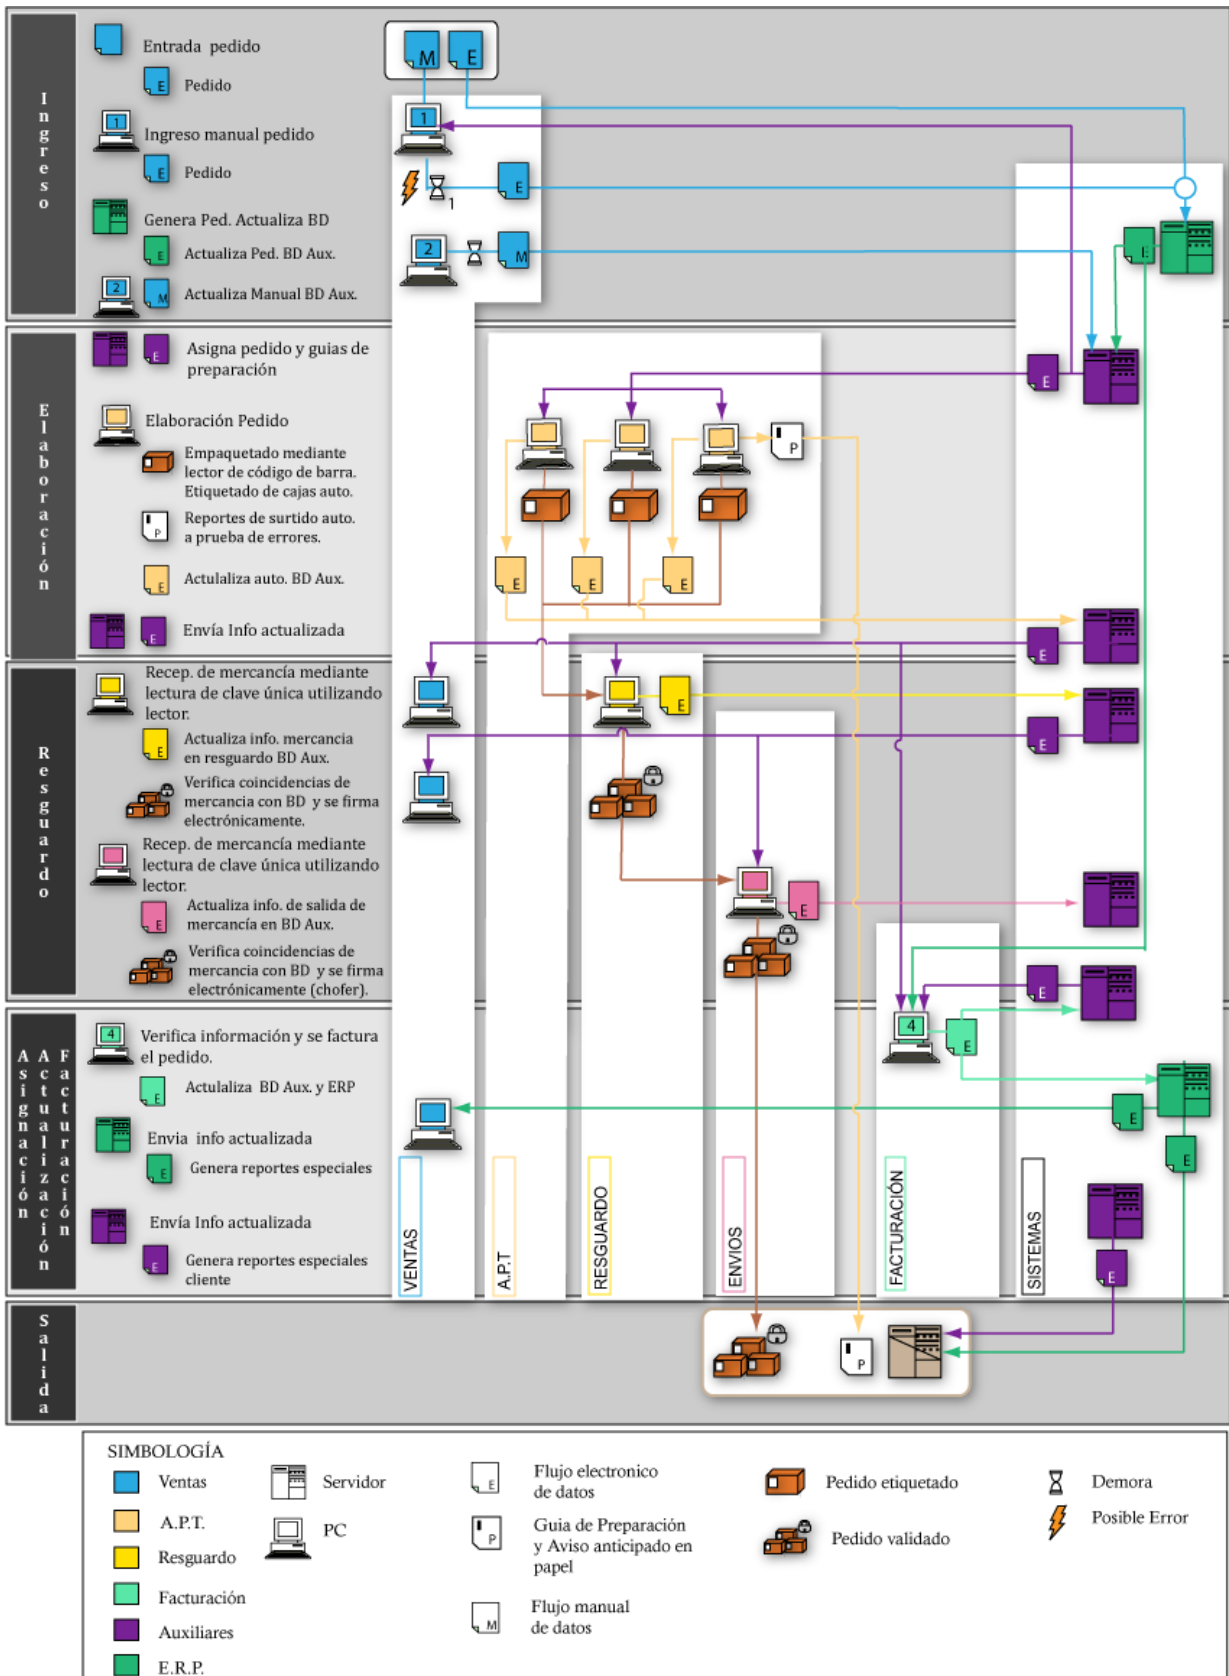 Ingreso
Entrada pedido
E
Pedido
1
Ingreso manual pedido
E
Pedido
Genera Ped. Actualiza BD
E
Actualiza Ped. BD Aux.
2
M
Actualiza Manual BD Aux.
M
E
1
1
E
2
M
E
Elaboración
E
Asigna pedido y guias de
preparación
Elaboración Pedido
Empaquetado mediante
lector de código de barra.
Etiquetado de cajas auto.
P
Reportes de surtido auto.
a prueba de errores.
E
Actulaliza auto. BD Aux.
E
Envía Info actualizada
E
P
E
E
E
E
Resguardo
Recep. de mercancía mediante
lectura de clave única utilizando
lector.
E
Actualiza info. mercancia
en resguardo BD Aux.
Verifica coincidencias de
mercancia con BD y se firma
electrónicamente.
Recep. de mercancía mediante
lectura de clave única utilizando
lector.
E
Actualiza info. de salida de
mercancía en BD Aux.
Verifica coincidencias de
mercancia con BD y se firma
electrónicamente (chofer).
E
E
E
E
Asignación
Actualización
Facturación
4
Verifica información y se factura
el pedido.
E
Actulaliza BD Aux. y ERP
Envia info actualizada
E
Genera reportes especiales
Envía Info actualizada
E
Genera reportes especiales
cliente
4
E
E
E
E
VENTAS
A.P.T
RESGUARDO
ENVIOS
FACTURACIÓN
SISTEMAS
Salida
P
SIMBOLOGÍA
Ventas
A.P.T.
Resguardo
Facturación
Auxiliares
E.R.P.
Servidor
PC
E
Flujo electronico
de datos
P
Guia de Preparación
y Aviso anticipado en
papel
M
Flujo manual
de datos
Pedido etiquetado
Pedido validado
Demora
Posible Error